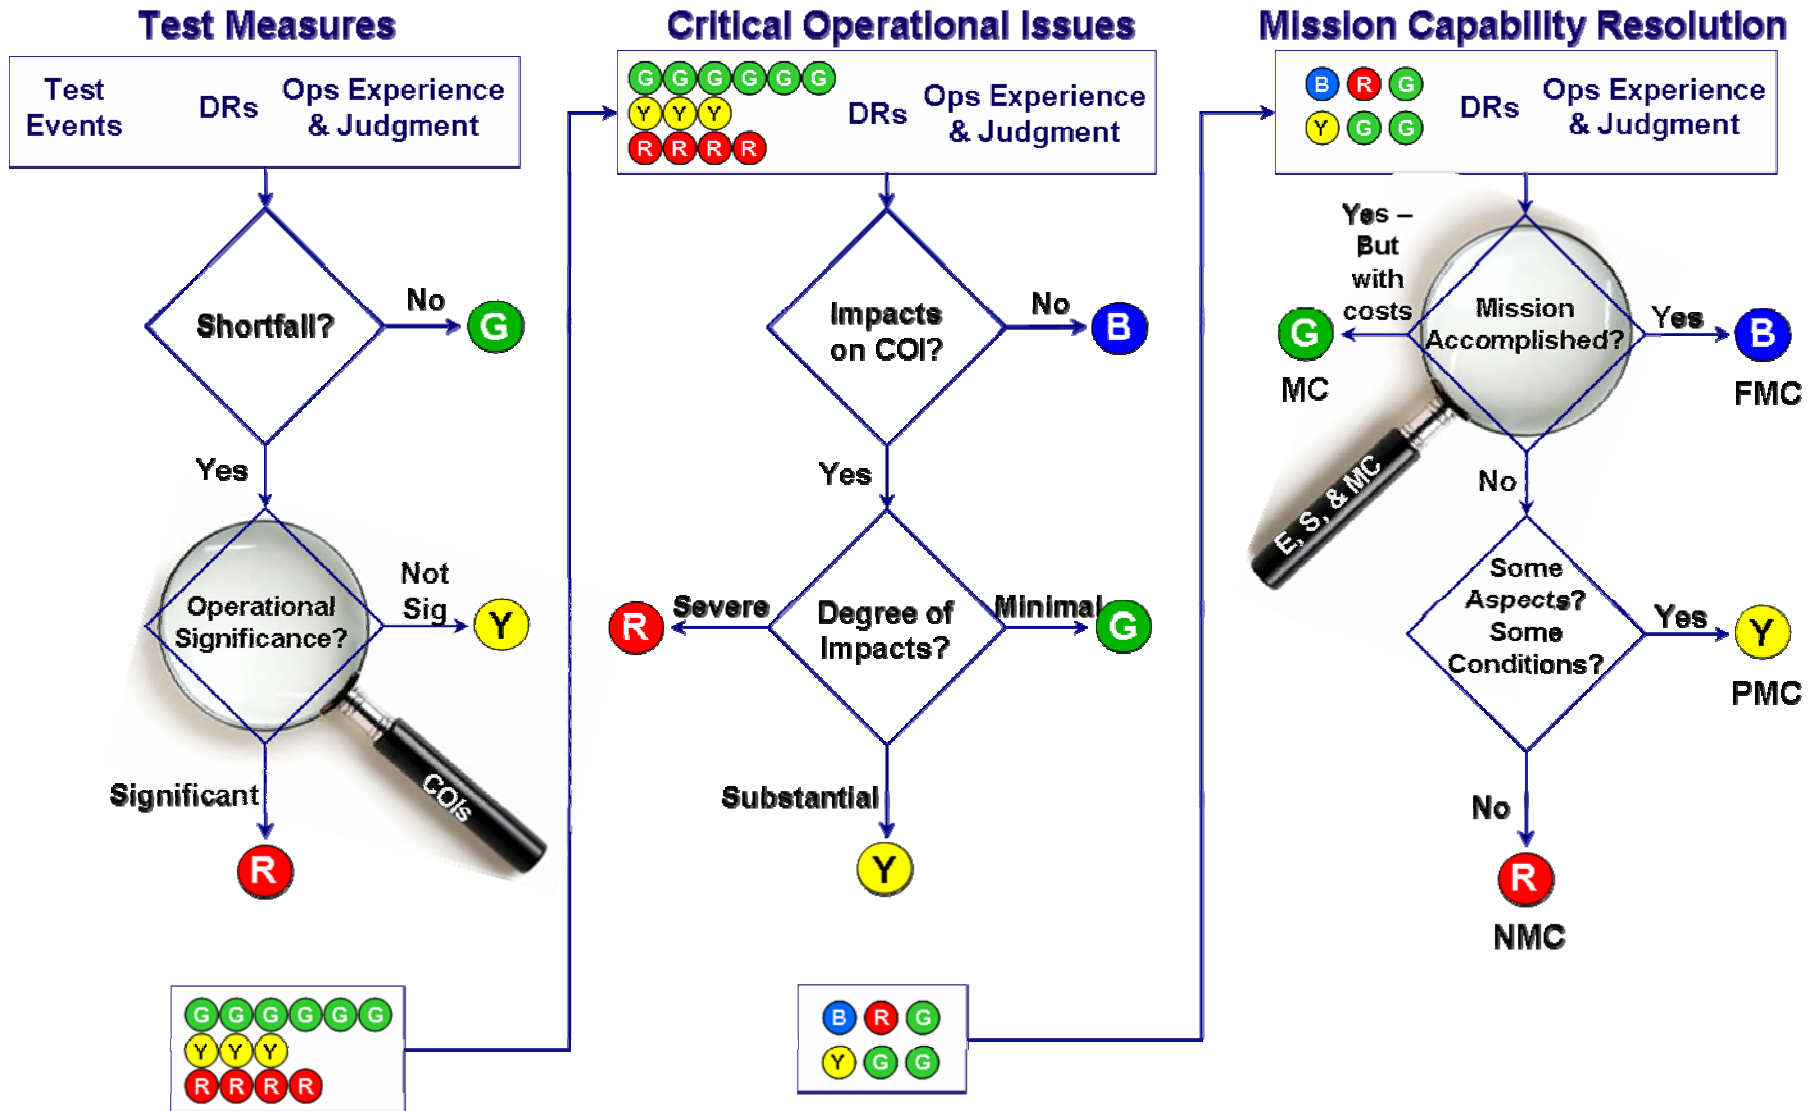 Test Measures
Test
Events
DRs
Ops Experience
& Judgment
Shortfall?
No
G
Yes
Operational
Significance?
Not
Sig
Y
COIs
Significant
R
G G G G G G
Y Y Y
R R R R
Critical Operational Issues
G G G G G G
Y Y Y
R R R R
DRs
Ops Experience
& Judgment
Impacts
on COI?
No
B
Yes
Degree of
Impacts?
Severe
R
Minimal
G
Substantial
Y
B R G
Y G G
Mission Capability Resolution
B R G
Y G G
DRs
Ops Experience
& Judgment
Yes –
But
with
costs
G
MC
Mission
Accomplished?
Yes
B
FMC
E, S, & MC
No
Some
Aspects?
Some
Conditions?
Yes
Y
PMC
No
R
NMC